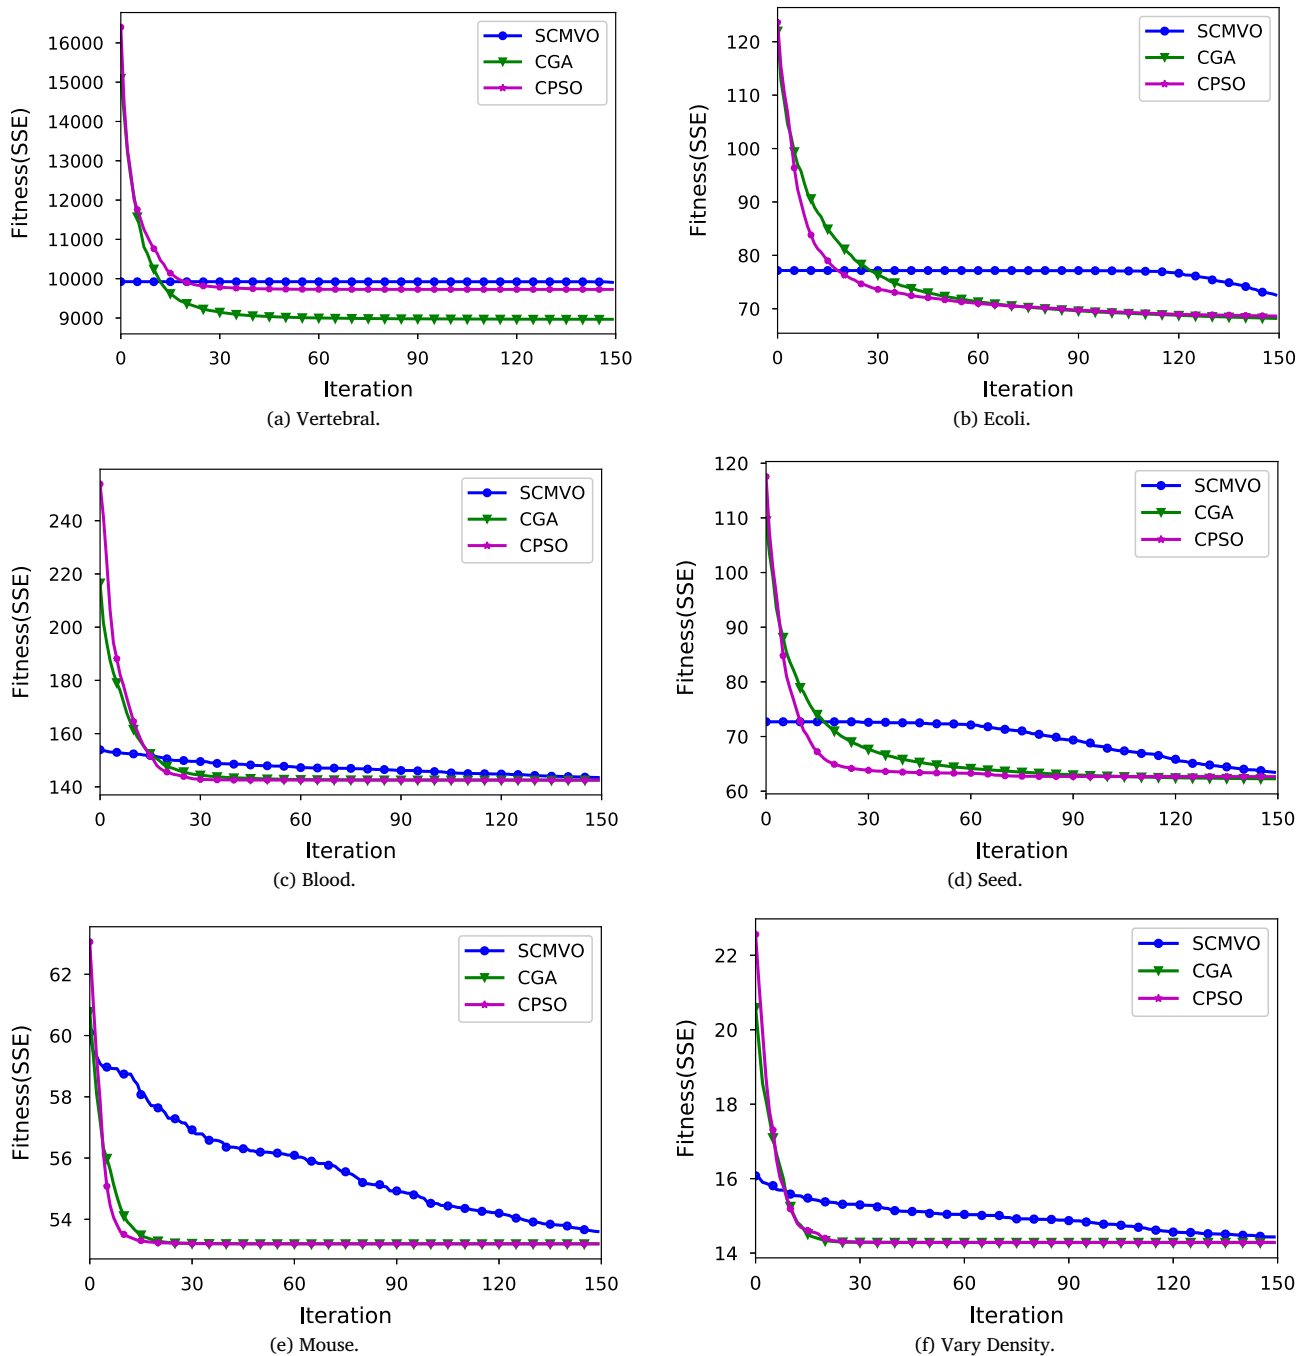 16000
15000
14000
13000
12000
11000
10000
9000
Fitness(SSE)
SCMVO
CGA
CPSO
0 30 60 90 120 150
Iteration
(a) Vertebral.
120
110
100
90
80
70
Fitness(SSE)
SCMVO
CGA
CPSO
0 30 60 90 120 150
Iteration
(b) Ecoli.
240
220
200
180
160
140
Fitness(SSE)
SCMVO
CGA
CPSO
0 30 60 90 120 150
Iteration
(c) Blood.
120
110
100
90
80
70
60
Fitness(SSE)
SCMVO
CGA
CPSO
0 30 60 90 120 150
Iteration
(d) Seed.
62
60
58
56
54
Fitness(SSE)
SCMVO
CGA
CPSO
0 30 60 90 120 150
Iteration
(e) Mouse.
22
20
18
16
14
Fitness(SSE)
SCMVO
CGA
CPSO
0 30 60 90 120 150
Iteration
(f) Vary Density.